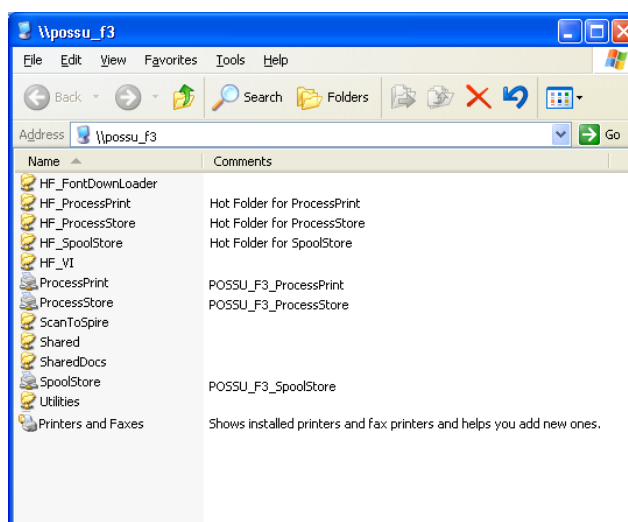 \\possu_f3
File Edit View Favorites Tools Help
Back Search Folders
Address \\possu_f3 Go
Name Comments
HF_FontDownLoader
HF_ProcessPrint Hot Folder for ProcessPrint
HF_ProcessStore Hot Folder for ProcessStore
HF_SpoolStore Hot Folder for SpoolStore
HF_VI
ProcessPrint POSSU_F3_ProcessPrint
ProcessStore POSSU_F3_ProcessStore
ScanToSpire
Shared
SharedDocs
SpoolStore POSSU_F3_SpoolStore
Utilities
Printers and Faxes Shows installed printers and fax printers and helps you add new ones.